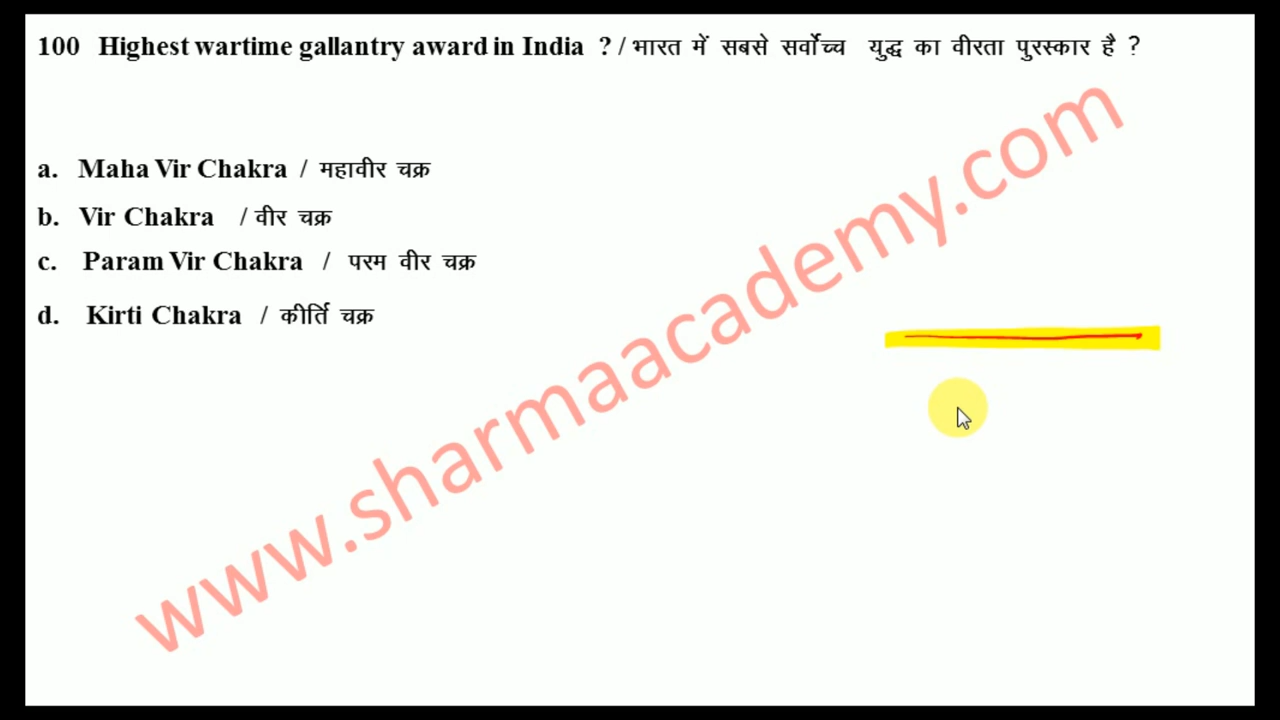 100 Highest wartime gallantry award in India ? / भारत में सबसे सर्वोच्च युद्ध का वीरता पुरस्कार है ?
a. Maha Vir Chakra / महावीर चक्र
b. Vir Chakra / वीर चक्र
c. Param Vir Chakra / परम वीर चक्र
d. Kirti Chakra / कीर्ति चक्र
www.sharmaacademy.com